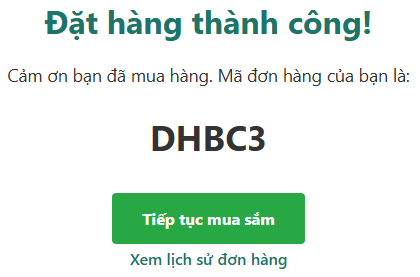 Đặt hàng thành công!
Cảm ơn bạn đã mua hàng. Mã đơn hàng của bạn là:
DHBC3
Tiếp tục mua sắm
Xem lịch sử đơn hàng